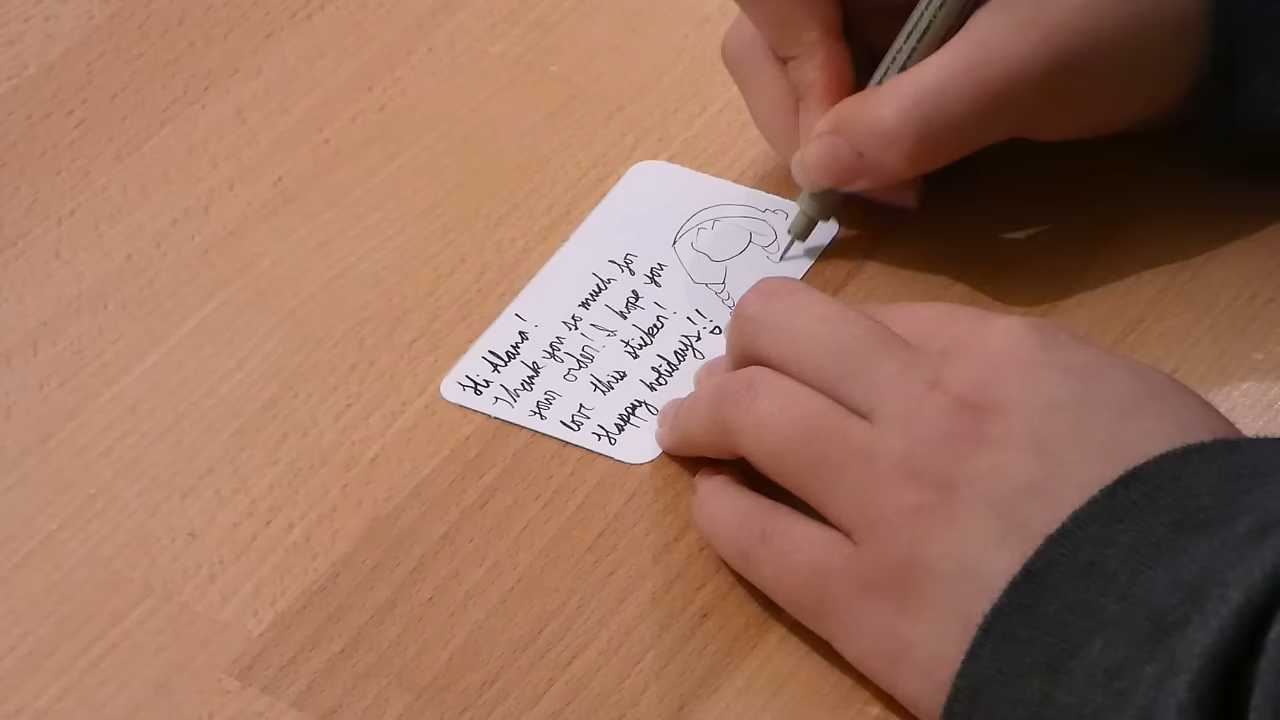 Hi Alana!
Thank you so much for
your order! I hope you
love this sticker!
Happy holidays!!